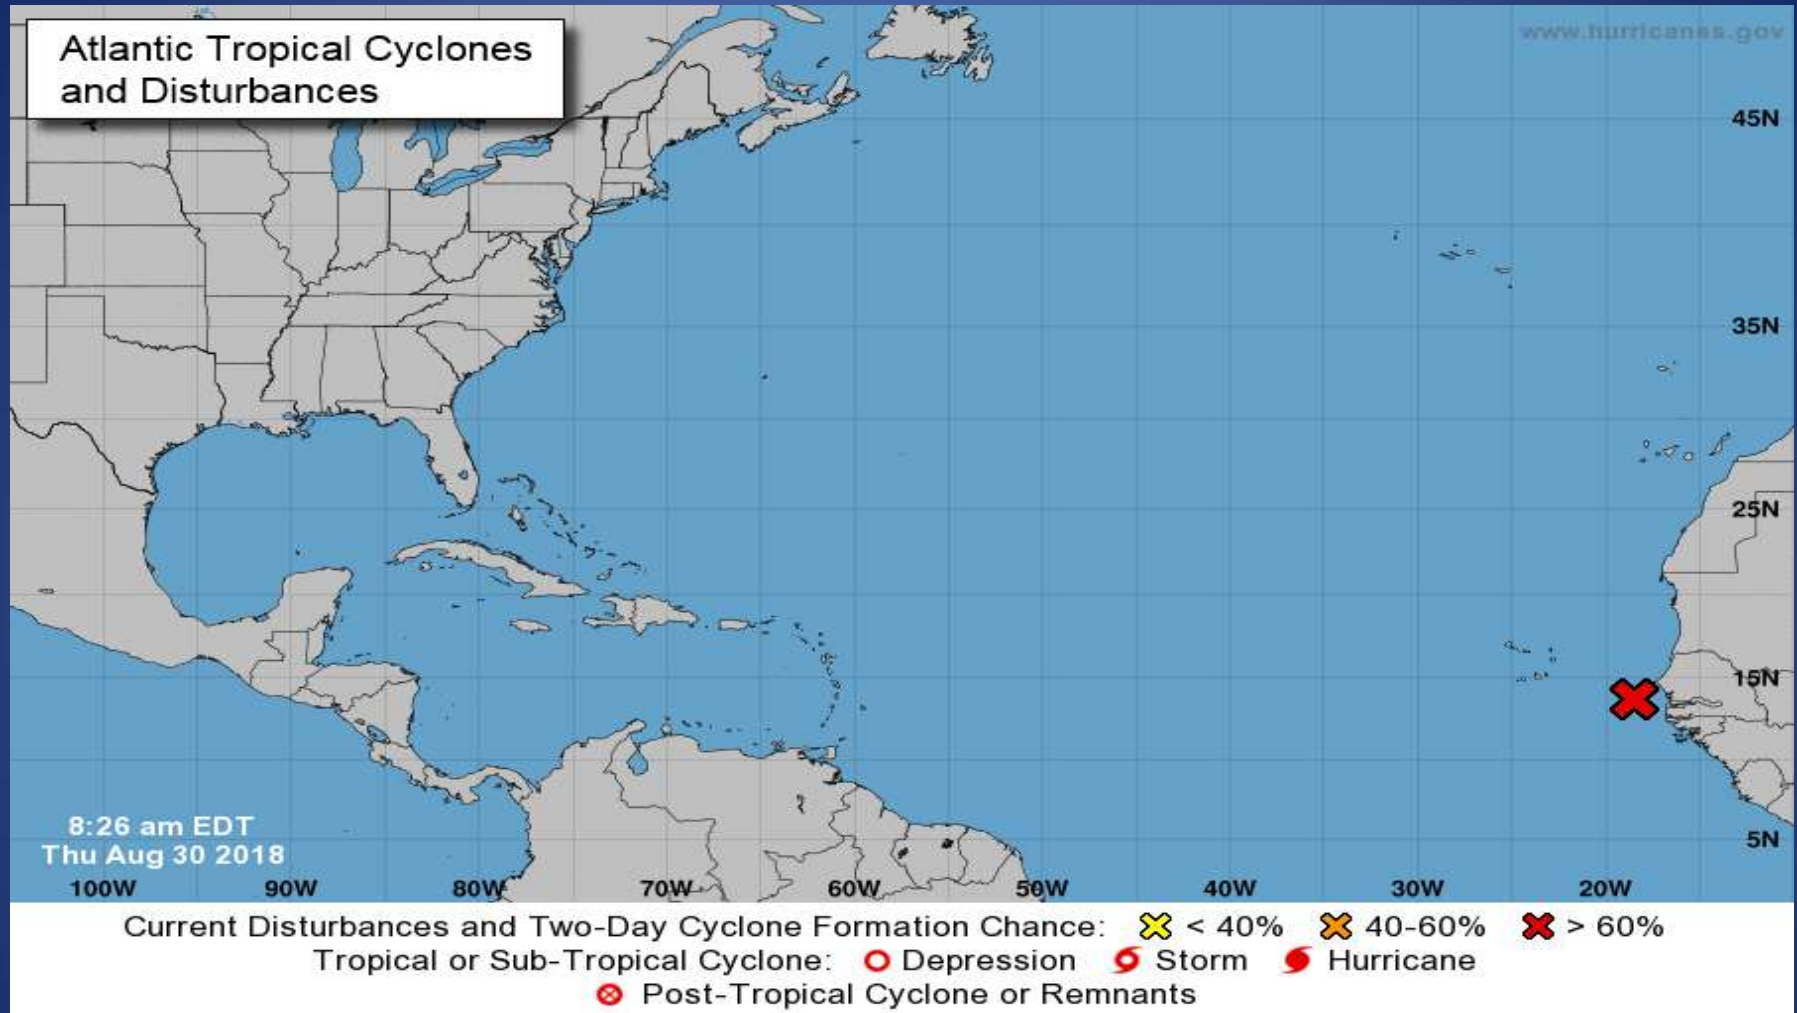 Atlantic Tropical Cyclones
and Disturbances
www.hurricanes.gov
45N
35N
25N
15N
5N
8:26 am EDT
Thu Aug 30 2018
100W 90W 80W 70W 60W 50W 40W 30W 20W
Current Disturbances and Two-Day Cyclone Formation Chance: < 40% 40-60% > 60%
Tropical or Sub-Tropical Cyclone: Depression Storm Hurricane
Post-Tropical Cyclone or Remnants